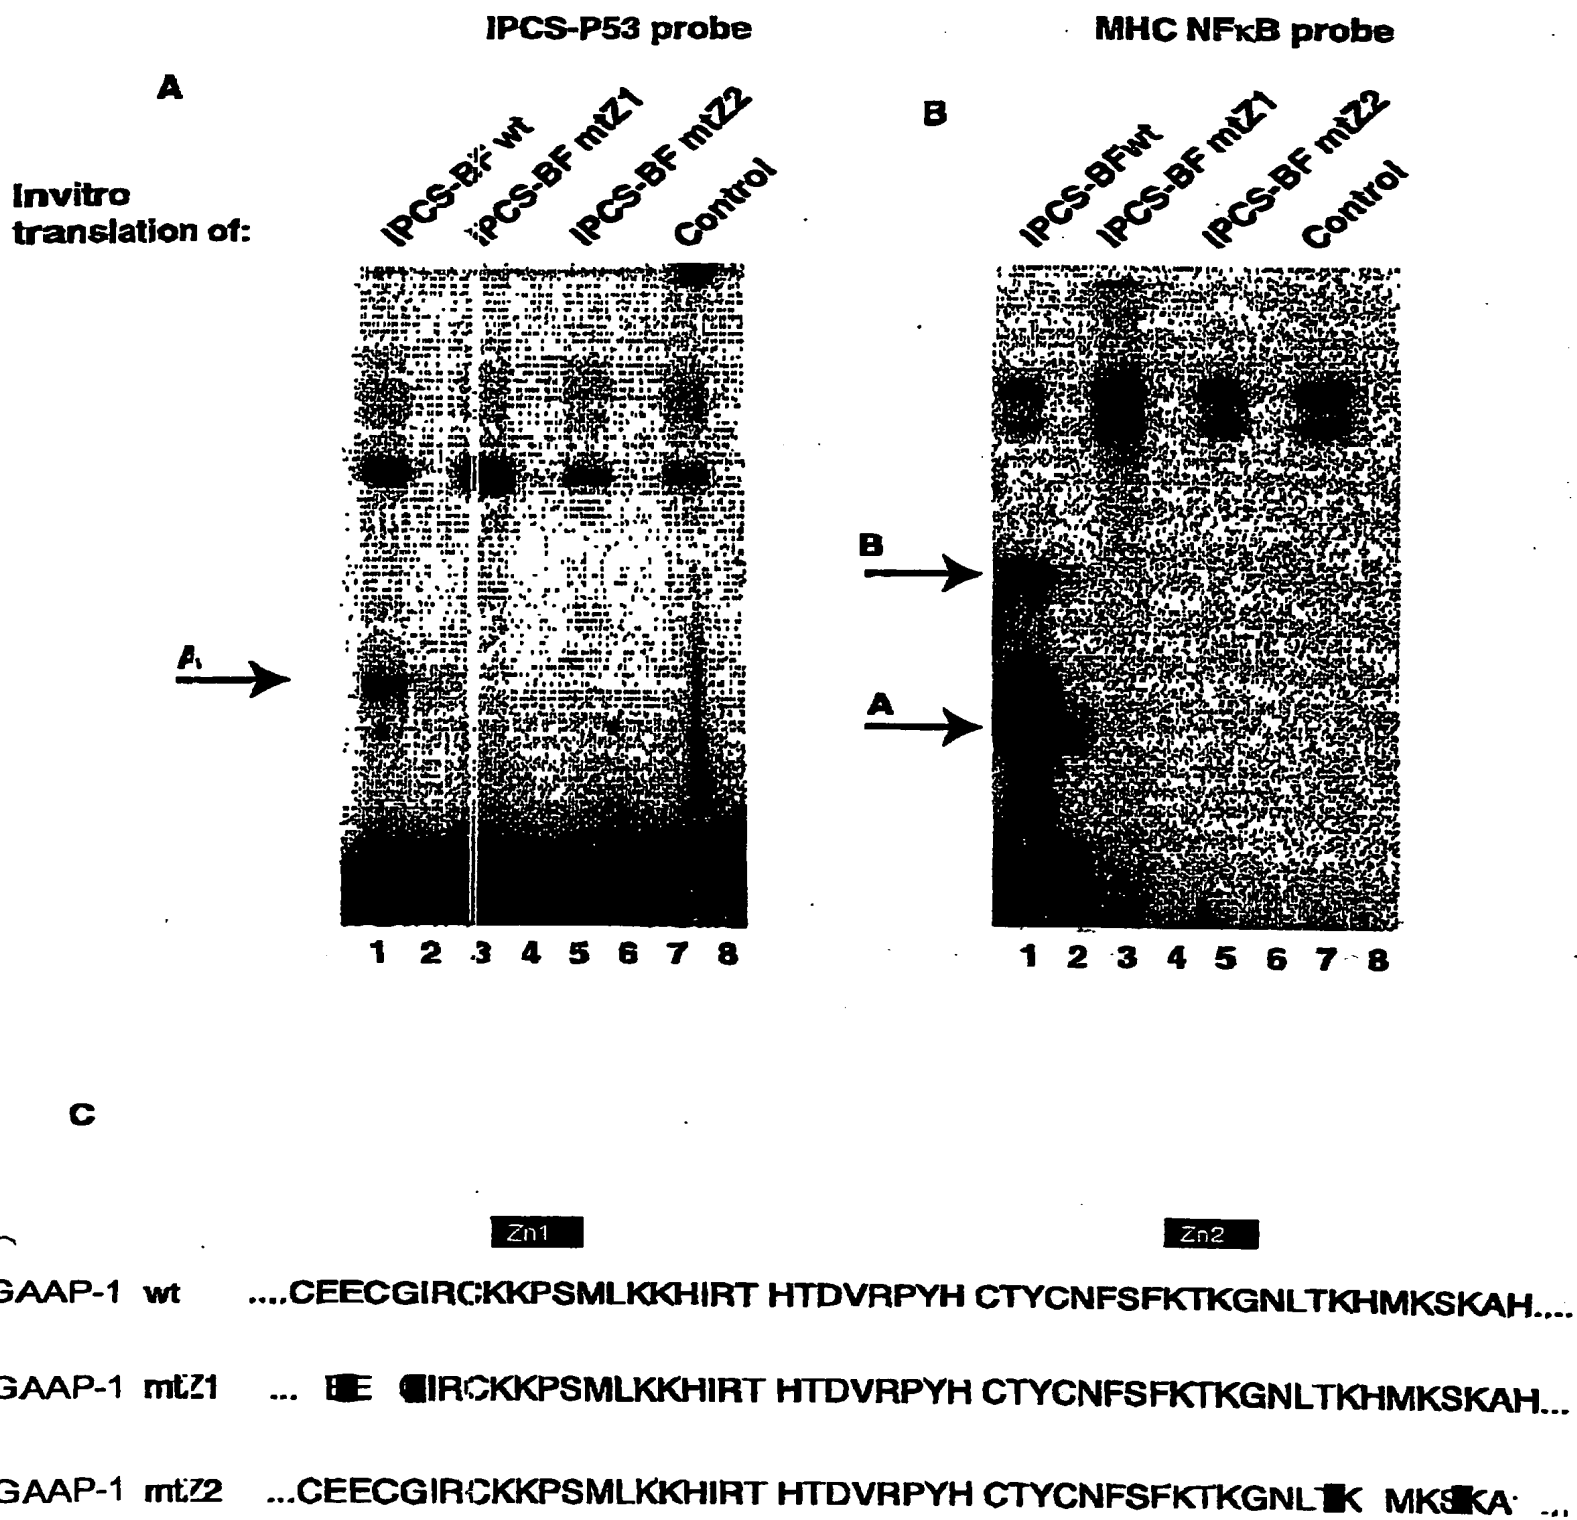 IPCS-P53 probe
MHC NFκB probe
A
B
Invitro
translation of:
IPCS-BF wt
IPCS-BF mtZ1
IPCS-BF mtZ2
Control
IPCS-BFwt
IPCS-BF mtZ1
IPCS-BF mtZ2
Control
A
B
A
1 2 3 4 5 6 7 8
1 2 3 4 5 6 7 8
C
Zn1
Zn2
GAAP-1 wt ....CEECGIRCKKPSMLKKHIRT HTDVRPYH CTYCNFSFKTKGNLTKHMKSKAH....
GAAP-1 mtZ1 ... E E IRCKKPSMLKKHIRT HTDVRPYH CTYCNFSFKTKGNLTKHMKSKAH...
GAAP-1 mtZ2 ...CEECGIRCKKPSMLKKHIRT HTDVRPYH CTYCNFSFKTKGNLT K MKS KA ...